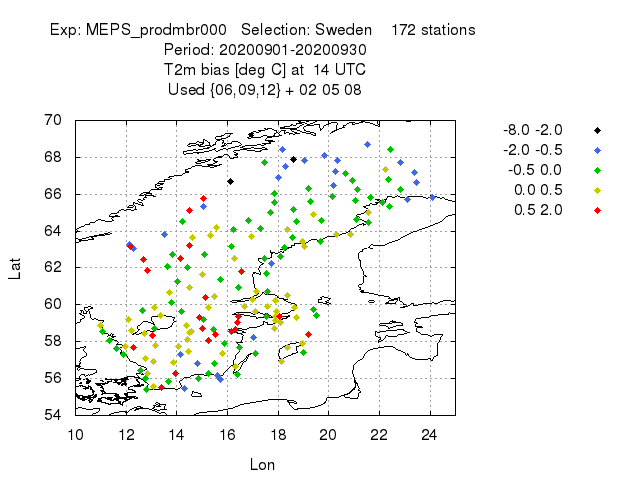 Exp: MEPS_prodmbr000 Selection: Sweden 172 stations
Period: 20200901-20200930
T2m bias [deg C] at 14 UTC
Used {06,09,12} + 02 05 08
-8.0 -2.0
-2.0 -0.5
-0.5 0.0
0.0 0.5
0.5 2.0
Lat
70
68
66
64
62
60
58
56
54
10 12 14 16 18 20 22 24
Lon